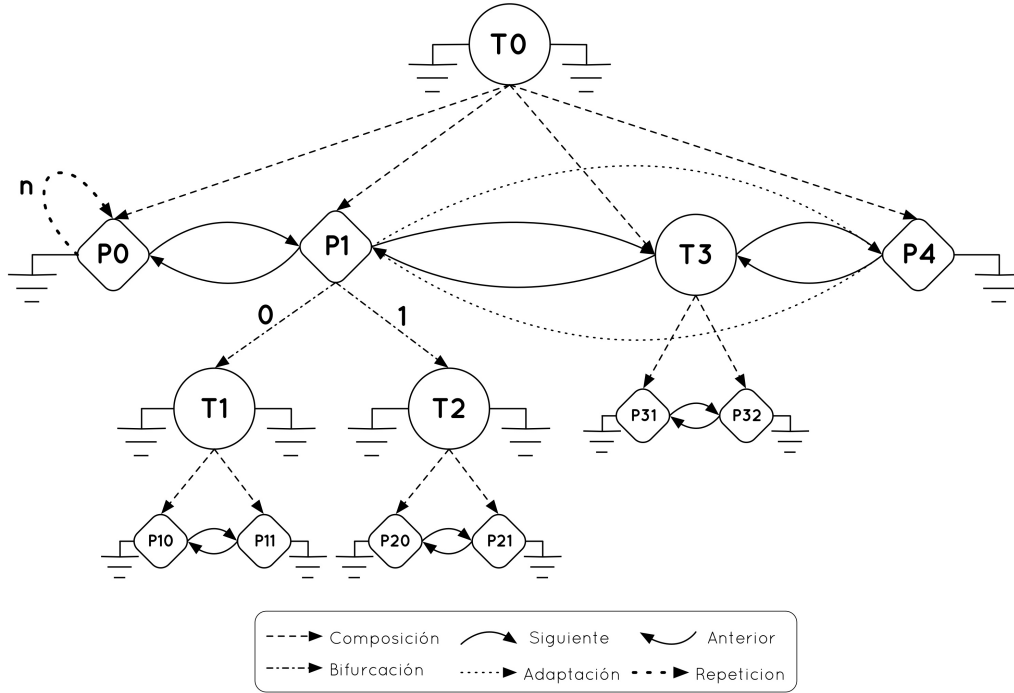 T0
n
P0
P1
T3
P4
0
1
T1
T2
P31
P32
P10
P11
P20
P21
Composición
Siguiente
Anterior
Bifurcación
Adaptación
Repeticion